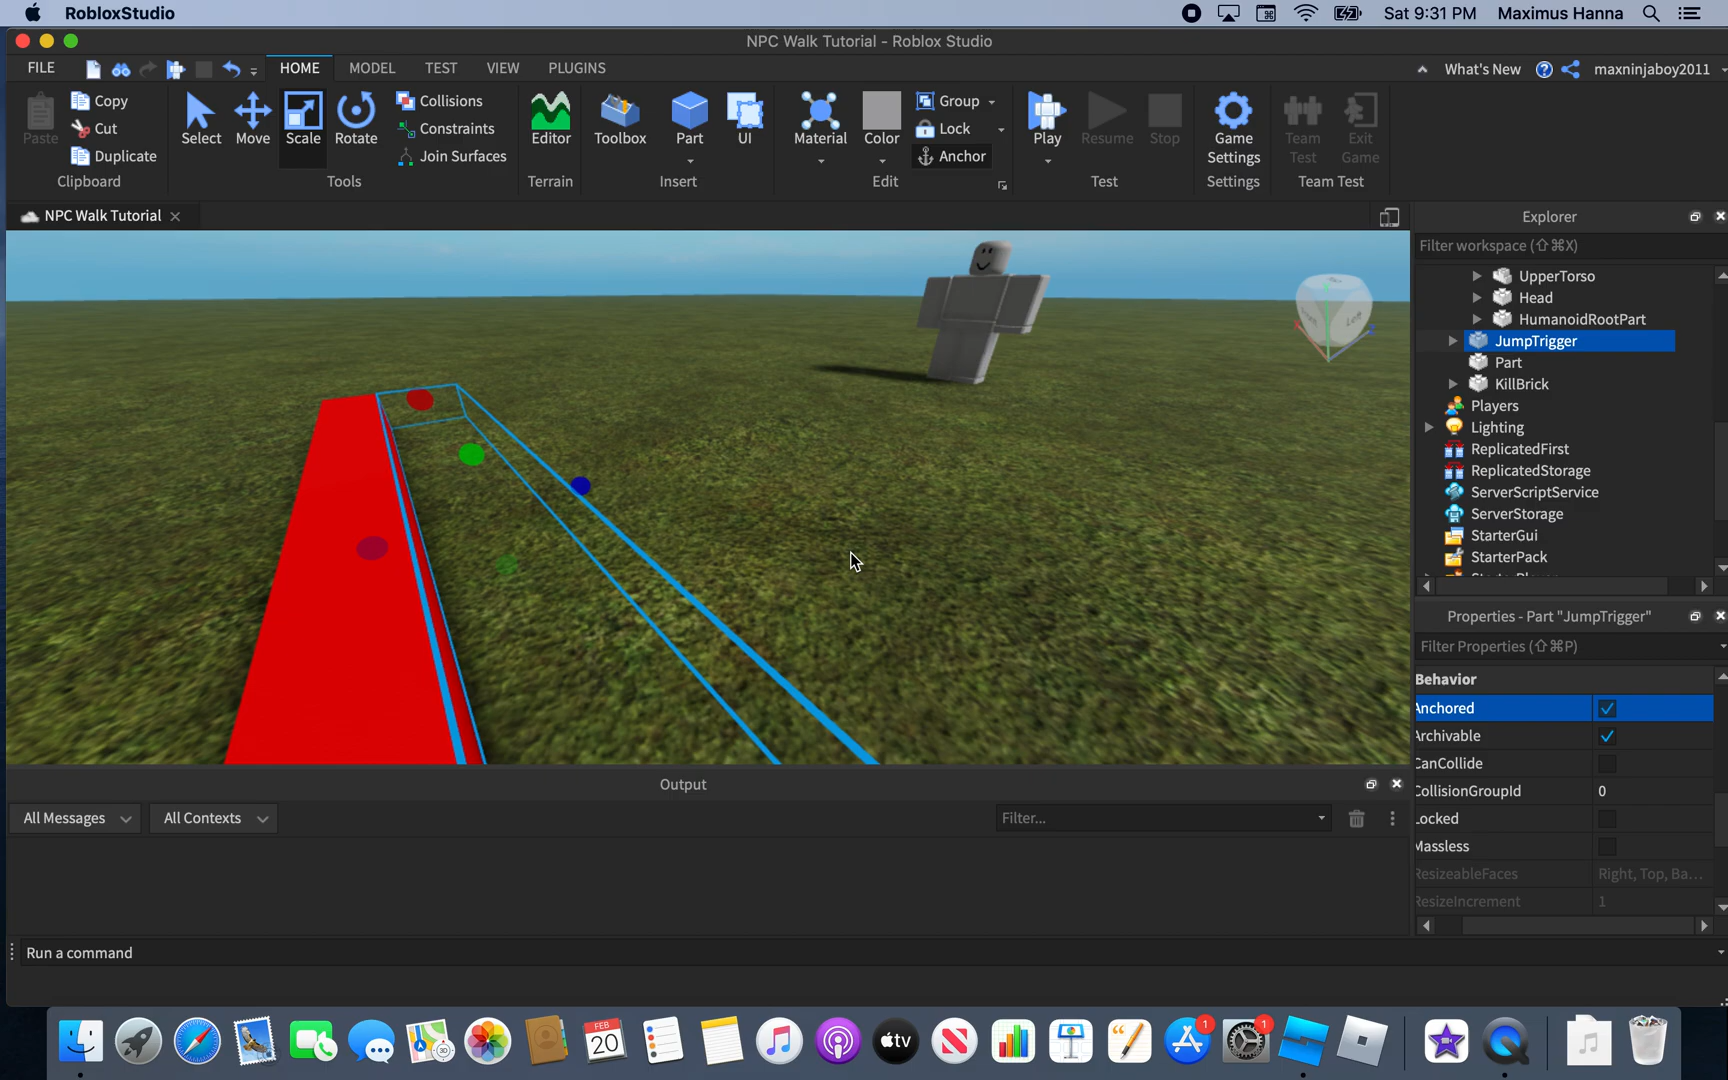 RobloxStudio
Sat 9:31 PM Maximus Hanna
NPC Walk Tutorial - Roblox Studio
FILE HOME MODEL TEST VIEW PLUGINS What's New maxninjaboy2011
Paste
Copy
Cut
Duplicate
Clipboard
Select Move Scale Rotate
Collisions
Constraints
Join Surfaces
Tools
Editor
Terrain
Toolbox Part UI
Insert
Material Color
Group
Lock
Anchor
Edit
Play Resume Stop
Test
Game
Settings
Settings
Team
Test
Exit
Game
Team Test
NPC Walk Tutorial
Left
Explorer
Filter workspace (⇧⌘X)
UpperTorso
Head
HumanoidRootPart
JumpTrigger
Part
KillBrick
Players
Lighting
ReplicatedFirst
ReplicatedStorage
ServerScriptService
ServerStorage
StarterGui
StarterPack
Properties - Part "JumpTrigger"
Filter Properties (⇧⌘P)
Behavior
Anchored
Archivable
CanCollide
CollisionGroupId 0
Locked
Massless
ResizeableFaces Right, Top, Ba...
ResizeIncrement 1
Output
All Messages All Contexts Filter...
Run a command
3D
FEB
20
tv
1
1